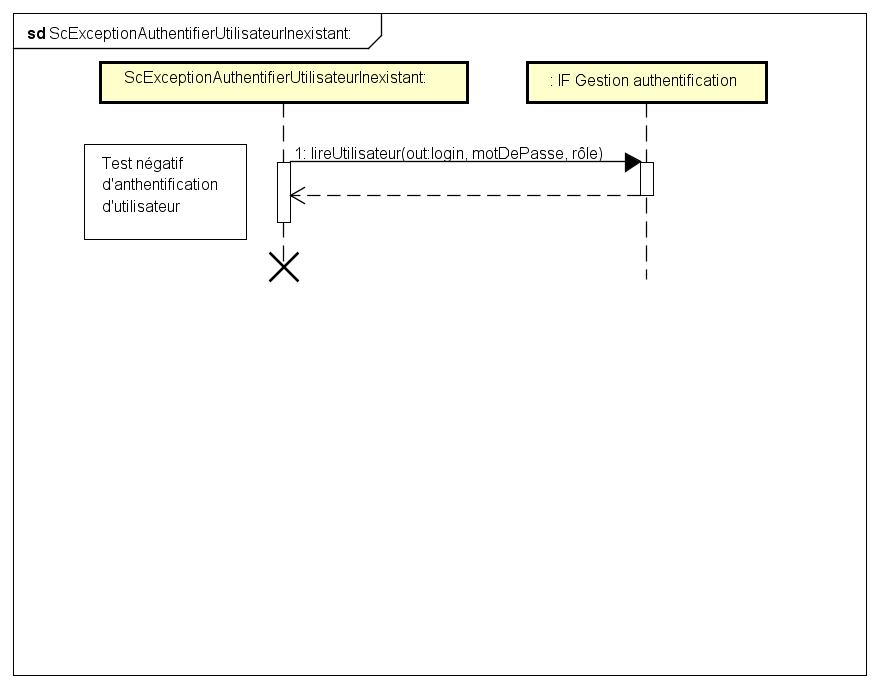 sd ScExceptionAuthentifierUtilisateurInexistant:
ScExceptionAuthentifierUtilisateurInexistant:
: IF Gestion authentification
1: lireUtilisateur(out:login, motDePasse, rôle)
Test négatif
d'anthentification
d'utilisateur